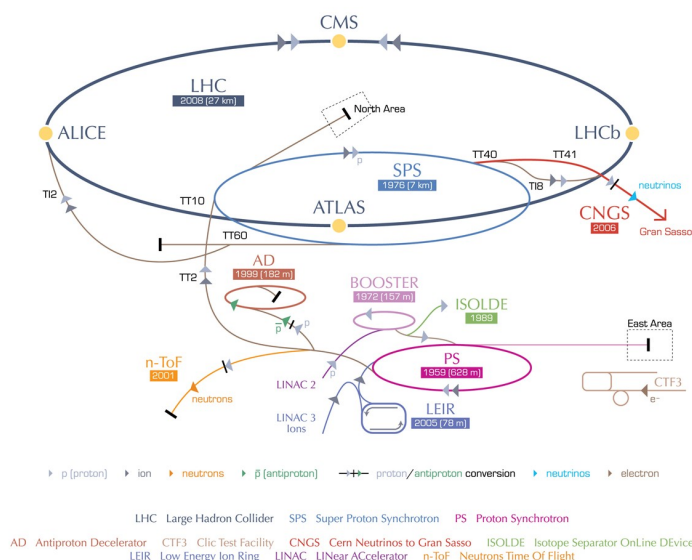 CMS
LHC
2008 (27 km)
North Area
ALICE
LHCb
p
TT40
TT41
SPS
1976 (7 km)
TI8
neutrinos
TI2
TT10
ATLAS
CNGS
2006
Gran Sasso
TT60
AD
1999 (182 m)
TT2
BOOSTER
1972 (157 m)
ISOLDE
1989
p̄
p
East Area
n-ToF
2001
PS
1959 (628 m)
p
LINAC 2
neutrons
CTF3
e-
LINAC 3
Ions
LEIR
2005 (78 m)
p (proton)
ion
neutrons
p̄ (antiproton)
proton/antiproton conversion
neutrinos
electron
LHC Large Hadron Collider SPS Super Proton Synchrotron PS Proton Synchrotron
AD Antiproton Decelerator CTF3 Clic Test Facility CNGS Cern Neutrinos to Gran Sasso ISOLDE Isotope Separator OnLine DEvice
LEIR Low Energy Ion Ring LINAC LINear ACcelerator n-ToF Neutrons Time Of Flight